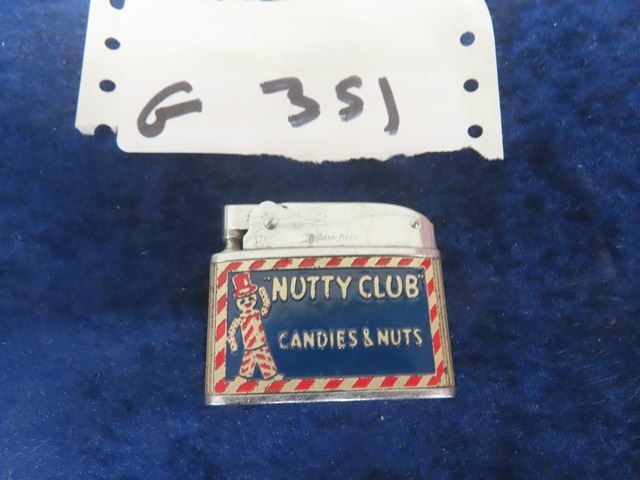 G 351
"NUTTY CLUB"
CANDIES & NUTS